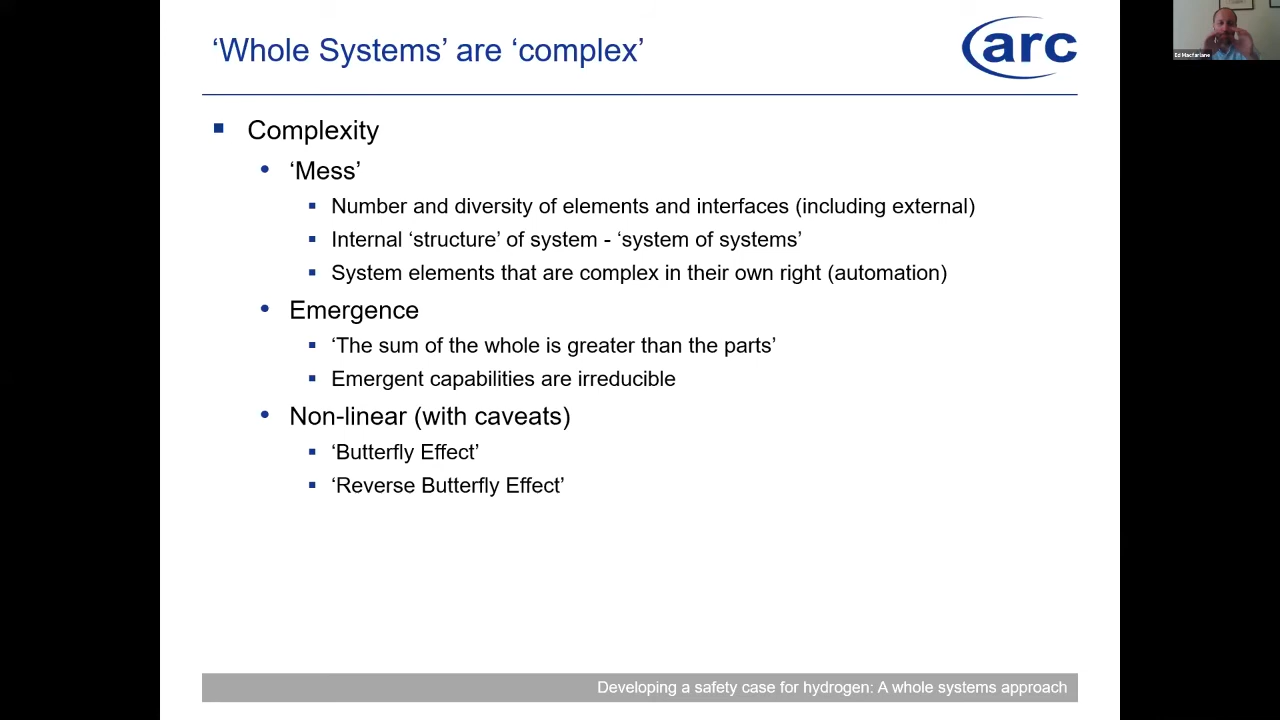 ‘Whole Systems’ are ‘complex’
arc
Ed Macfarlane
Complexity
‘Mess’
Number and diversity of elements and interfaces (including external)
Internal ‘structure’ of system - ‘system of systems’
System elements that are complex in their own right (automation)
Emergence
‘The sum of the whole is greater than the parts’
Emergent capabilities are irreducible
Non-linear (with caveats)
‘Butterfly Effect’
‘Reverse Butterfly Effect’
Developing a safety case for hydrogen: A whole systems approach